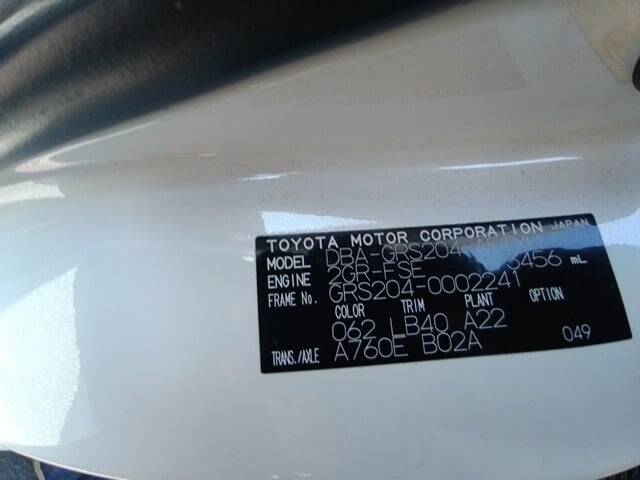 TOYOTA MOTOR CORPORATION JAPAN
MODEL DBA-GRS204-
ENGINE 2GR-FSE 3456 mL
FRAME No. GRS204-0002241
COLOR TRIM PLANT OPTION
062 LB40 A22
TRANS./AXLE A760E B02A 049